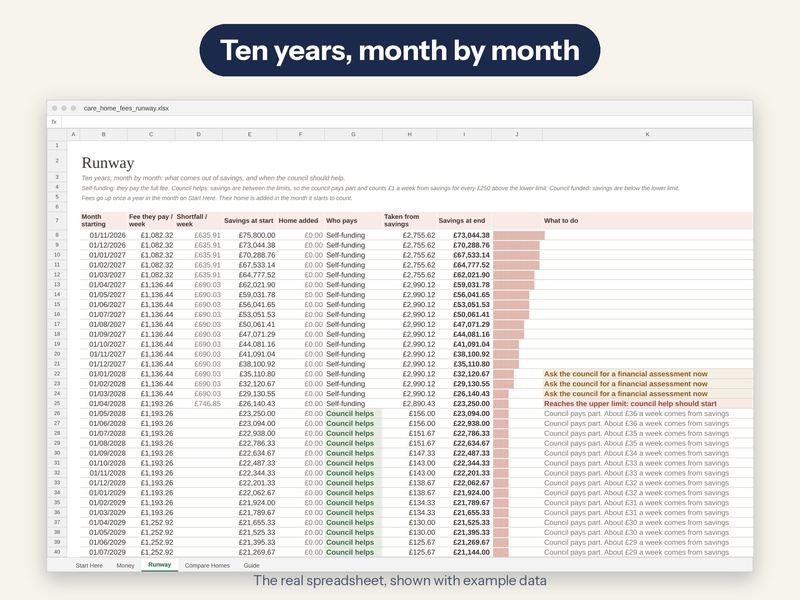 Ten years, month by month
care_home_fees_runway.xlsx
fx
A B C D E F G H I J K
1
2 Runway
3 Ten years, month by month: what comes out of savings, and when the council should help.
4 Self-funding: they pay the full fee. Council helps: savings are between the limits, so the council pays part and counts £1 a week from savings for every £250 above the lower limit. Council funded: savings are below the lower limit.
5 Fees go up once a year in the month on Start Here. Their home is added in the month it starts to count.
6
7 Month starting Fee they pay / week Shortfall / week Savings at start Home added Who pays Taken from savings Savings at end What to do
8 01/11/2026 £1,082.32 £635.91 £75,800.00 £0.00 Self-funding £2,755.62 £73,044.38
9 01/12/2026 £1,082.32 £635.91 £73,044.38 £0.00 Self-funding £2,755.62 £70,288.76
10 01/01/2027 £1,082.32 £635.91 £70,288.76 £0.00 Self-funding £2,755.62 £67,533.14
11 01/02/2027 £1,082.32 £635.91 £67,533.14 £0.00 Self-funding £2,755.62 £64,777.52
12 01/03/2027 £1,082.32 £635.91 £64,777.52 £0.00 Self-funding £2,755.62 £62,021.90
13 01/04/2027 £1,136.44 £690.03 £62,021.90 £0.00 Self-funding £2,990.12 £59,031.78
14 01/05/2027 £1,136.44 £690.03 £59,031.78 £0.00 Self-funding £2,990.12 £56,041.65
15 01/06/2027 £1,136.44 £690.03 £56,041.65 £0.00 Self-funding £2,990.12 £53,051.53
16 01/07/2027 £1,136.44 £690.03 £53,051.53 £0.00 Self-funding £2,990.12 £50,061.41
17 01/08/2027 £1,136.44 £690.03 £50,061.41 £0.00 Self-funding £2,990.12 £47,071.29
18 01/09/2027 £1,136.44 £690.03 £47,071.29 £0.00 Self-funding £2,990.12 £44,081.16
19 01/10/2027 £1,136.44 £690.03 £44,081.16 £0.00 Self-funding £2,990.12 £41,091.04
20 01/11/2027 £1,136.44 £690.03 £41,091.04 £0.00 Self-funding £2,990.12 £38,100.92
21 01/12/2027 £1,136.44 £690.03 £38,100.92 £0.00 Self-funding £2,990.12 £35,110.80
22 01/01/2028 £1,136.44 £690.03 £35,110.80 £0.00 Self-funding £2,990.12 £32,120.67 Ask the council for a financial assessment now
23 01/02/2028 £1,136.44 £690.03 £32,120.67 £0.00 Self-funding £2,990.12 £29,130.55 Ask the council for a financial assessment now
24 01/03/2028 £1,136.44 £690.03 £29,130.55 £0.00 Self-funding £2,990.12 £26,140.43 Ask the council for a financial assessment now
25 01/04/2028 £1,193.26 £746.85 £26,140.43 £0.00 Self-funding £2,890.43 £23,250.00 Reaches the upper limit: council help should start
26 01/05/2028 £1,193.26 £23,250.00 £0.00 Council helps £156.00 £23,094.00 Council pays part. About £36 a week comes from savings
27 01/06/2028 £1,193.26 £23,094.00 £0.00 Council helps £156.00 £22,938.00 Council pays part. About £36 a week comes from savings
28 01/07/2028 £1,193.26 £22,938.00 £0.00 Council helps £151.67 £22,786.33 Council pays part. About £35 a week comes from savings
29 01/08/2028 £1,193.26 £22,786.33 £0.00 Council helps £151.67 £22,634.67 Council pays part. About £35 a week comes from savings
30 01/09/2028 £1,193.26 £22,634.67 £0.00 Council helps £147.33 £22,487.33 Council pays part. About £34 a week comes from savings
31 01/10/2028 £1,193.26 £22,487.33 £0.00 Council helps £143.00 £22,344.33 Council pays part. About £33 a week comes from savings
32 01/11/2028 £1,193.26 £22,344.33 £0.00 Council helps £143.00 £22,201.33 Council pays part. About £33 a week comes from savings
33 01/12/2028 £1,193.26 £22,201.33 £0.00 Council helps £138.67 £22,062.67 Council pays part. About £32 a week comes from savings
34 01/01/2029 £1,193.26 £22,062.67 £0.00 Council helps £138.67 £21,924.00 Council pays part. About £32 a week comes from savings
35 01/02/2029 £1,193.26 £21,924.00 £0.00 Council helps £134.33 £21,789.67 Council pays part. About £31 a week comes from savings
36 01/03/2029 £1,193.26 £21,789.67 £0.00 Council helps £134.33 £21,655.33 Council pays part. About £31 a week comes from savings
37 01/04/2029 £1,252.92 £21,655.33 £0.00 Council helps £130.00 £21,525.33 Council pays part. About £30 a week comes from savings
38 01/05/2029 £1,252.92 £21,525.33 £0.00 Council helps £130.00 £21,395.33 Council pays part. About £30 a week comes from savings
39 01/06/2029 £1,252.92 £21,395.33 £0.00 Council helps £125.67 £21,269.67 Council pays part. About £29 a week comes from savings
40 01/07/2029 £1,252.92 £21,269.67 £0.00 Council helps £125.67 £21,144.00 Council pays part. About £29 a week comes from savings
Start Here Money Runway Compare Homes Guide
The real spreadsheet, shown with example data